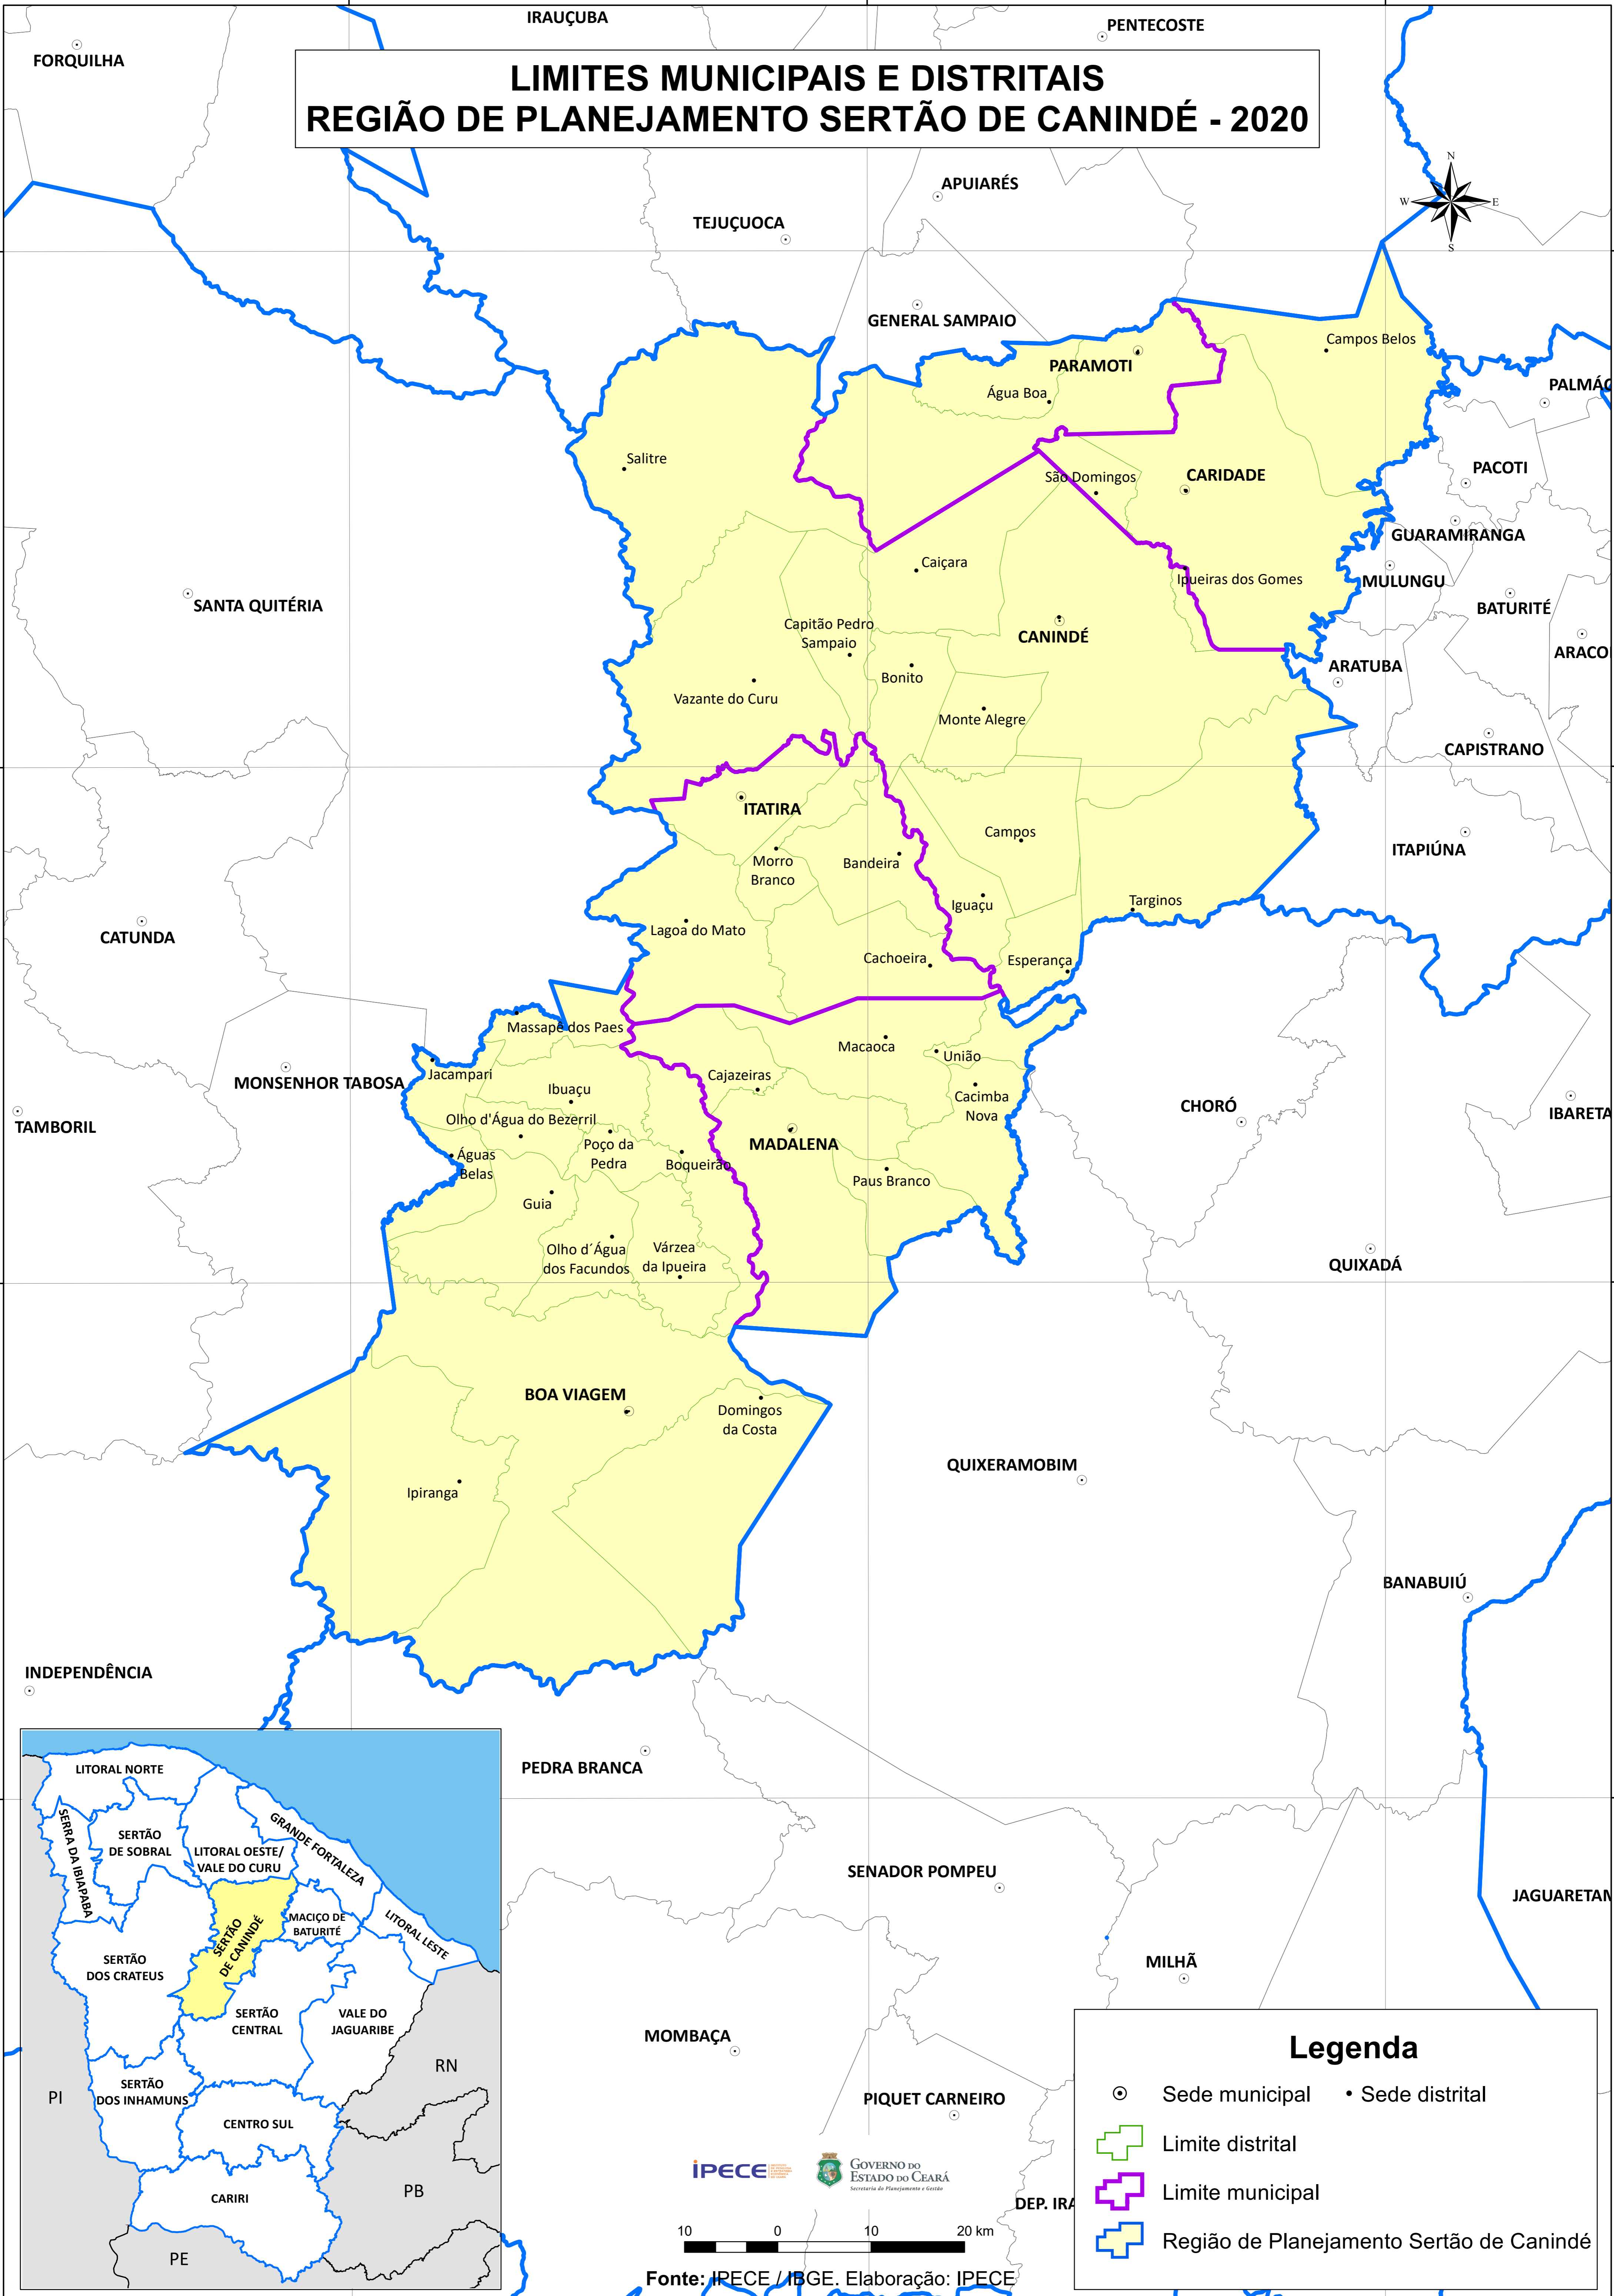 IRAUÇUBA
PENTECOSTE
FORQUILHA
LIMITES MUNICIPAIS E DISTRITAIS
REGIÃO DE PLANEJAMENTO SERTÃO DE CANINDÉ - 2020
N
W
E
S
APUIARÉS
TEJUÇUOCA
GENERAL SAMPAIO
Campos Belos
PARAMOTI
PALMÁC
Água Boa
Salitre
PACOTI
São Domingos
CARIDADE
GUARAMIRANGA
Caiçara
Ipueiras dos Gomes
MULUNGU
SANTA QUITÉRIA
BATURITÉ
Capitão Pedro
Sampaio
CANINDÉ
ARACO
ARATUBA
Bonito
Vazante do Curu
Monte Alegre
CAPISTRANO
ITATIRA
Campos
ITAPIÚNA
Morro
Branco
Bandeira
Iguaçu
Targinos
Lagoa do Mato
CATUNDA
Cachoeira
Esperança
Massapê dos Paes
Macaoca
União
MONSENHOR TABOSA
Jacampari
Cajazeiras
Ibuaçu
Cacimba
Nova
CHORÓ
IBARETA
TAMBORIL
Olho d'Água do Bezerril
Poço da
Pedra
MADALENA
Águas
Belas
Boqueirão
Paus Branco
Guia
Olho d´Água
dos Facundos
Várzea
da Ipueira
QUIXADÁ
BOA VIAGEM
Domingos
da Costa
QUIXERAMOBIM
Ipiranga
BANABUIÚ
INDEPENDÊNCIA
PEDRA BRANCA
SENADOR POMPEU
JAGUARETAM
MILHÃ
MOMBAÇA
PIQUET CARNEIRO
DEP. IRA
LITORAL NORTE
SERRA DA IBIAPABA
SERTÃO
DE SOBRAL
LITORAL OESTE/
VALE DO CURU
GRANDE FORTALEZA
SERTÃO
DE CANINDÉ
MACIÇO DE
BATURITÉ
LITORAL LESTE
SERTÃO
DOS CRATEUS
SERTÃO
CENTRAL
VALE DO
JAGUARIBE
RN
PI
SERTÃO
DOS INHAMUNS
CENTRO SUL
PB
CARIRI
PE
IPECE
GOVERNO DO
ESTADO DO CEARÁ
Secretaria do Planejamento e Gestão
10 0 10 20 km
Fonte: IPECE / IBGE. Elaboração: IPECE
Legenda
Sede municipal
Sede distrital
Limite distrital
Limite municipal
Região de Planejamento Sertão de Canindé